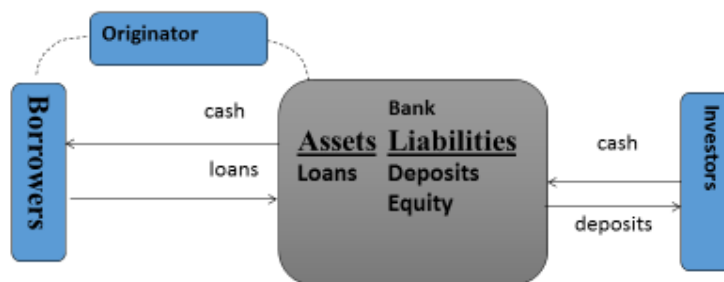 Originator
Borrowers
cash
loans
Bank
Assets Liabilities
Loans Deposits
Equity
cash
deposits
Investors